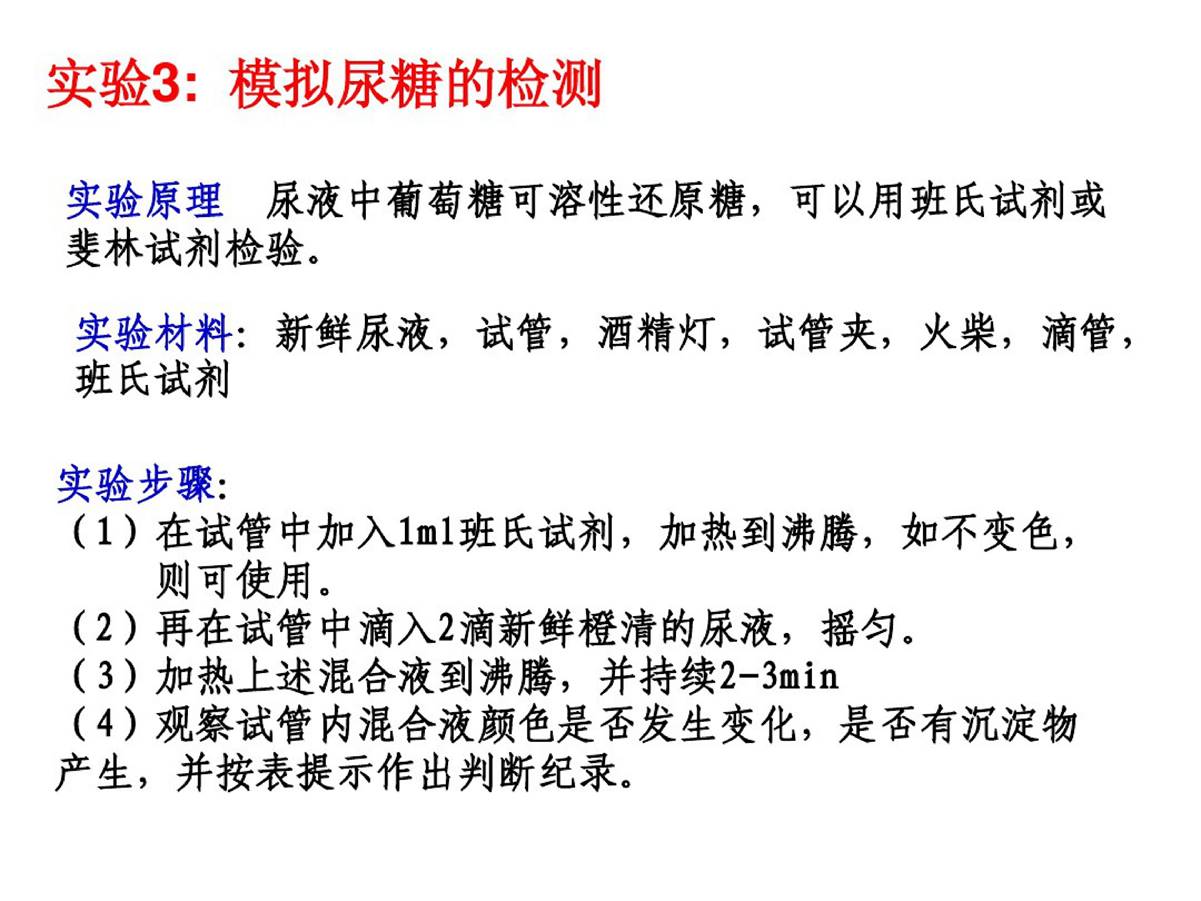 实验3：模拟尿糖的检测
实验原理　尿液中葡萄糖可溶性还原糖，可以用班氏试剂或
斐林试剂检验。
实验材料：新鲜尿液，试管，酒精灯，试管夹，火柴，滴管，
班氏试剂
实验步骤：
（1）在试管中加入1ml班氏试剂，加热到沸腾，如不变色，
则可使用。
（2）再在试管中滴入2滴新鲜橙清的尿液，摇匀。
（3）加热上述混合液到沸腾，并持续2-3min
（4）观察试管内混合液颜色是否发生变化，是否有沉淀物
产生，并按表提示作出判断纪录。